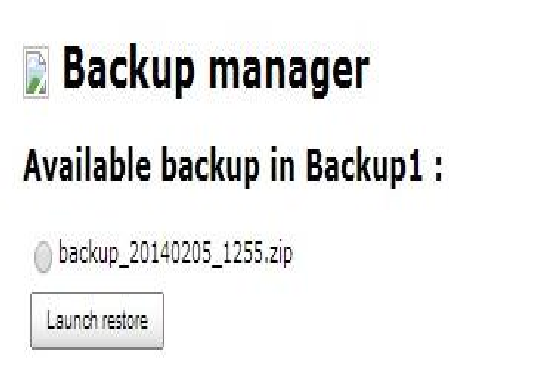 Backup manager
Available backup in Backup1 :
backup_20140205_1255.zip
Launch restore